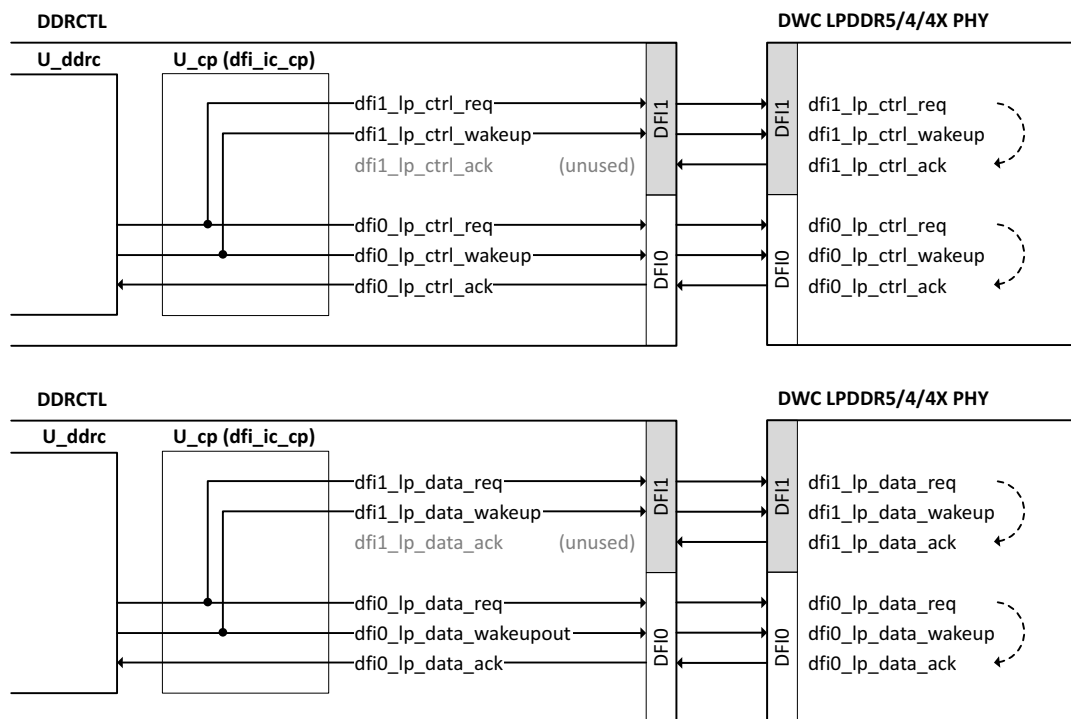 DDRCTL
DWC LPDDR5/4/4X PHY
U_ddrc
U_cp (dfi_ic_cp)
dfi1_lp_ctrl_req
dfi1_lp_ctrl_wakeup
dfi1_lp_ctrl_ack (unused)
DFI1
DFI1
dfi1_lp_ctrl_req
dfi1_lp_ctrl_wakeup
dfi1_lp_ctrl_ack
dfi0_lp_ctrl_req
dfi0_lp_ctrl_wakeup
dfi0_lp_ctrl_ack
DFI0
DFI0
dfi0_lp_ctrl_req
dfi0_lp_ctrl_wakeup
dfi0_lp_ctrl_ack
DDRCTL
DWC LPDDR5/4/4X PHY
U_ddrc
U_cp (dfi_ic_cp)
dfi1_lp_data_req
dfi1_lp_data_wakeup
dfi1_lp_data_ack (unused)
DFI1
DFI1
dfi1_lp_data_req
dfi1_lp_data_wakeup
dfi1_lp_data_ack
dfi0_lp_data_req
dfi0_lp_data_wakeupout
dfi0_lp_data_ack
DFI0
DFI0
dfi0_lp_data_req
dfi0_lp_data_wakeup
dfi0_lp_data_ack